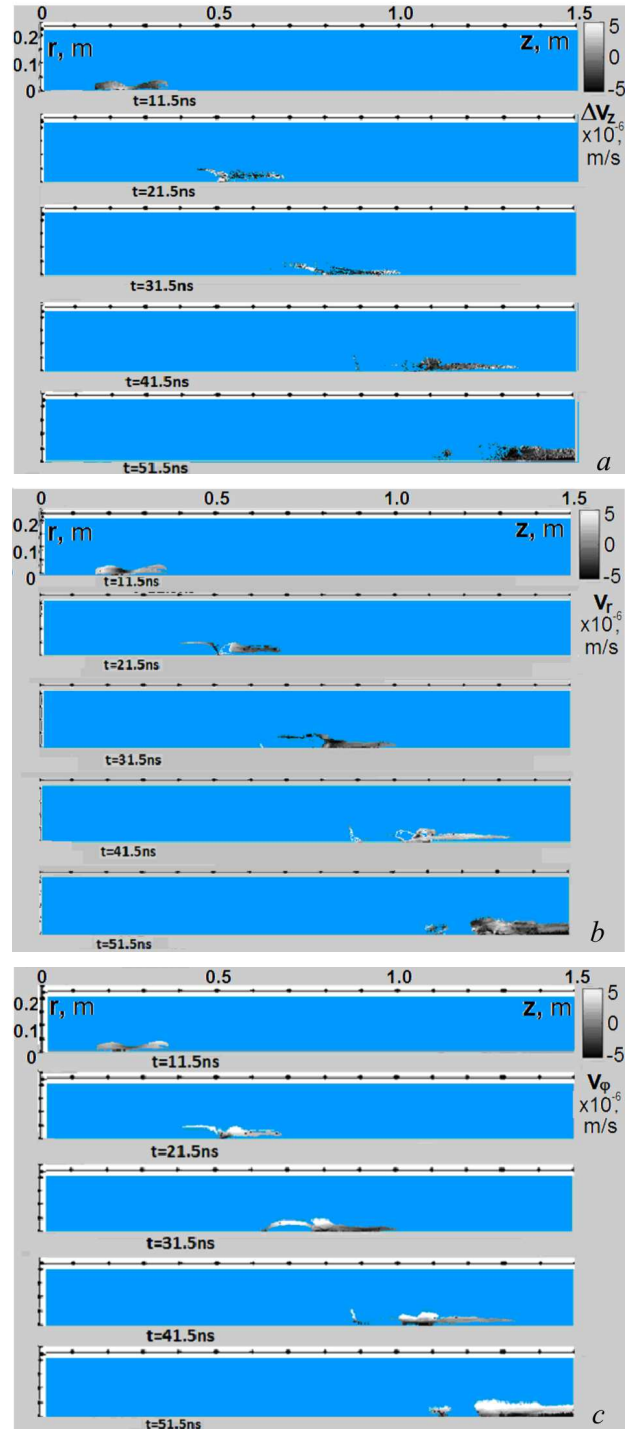 0 0.5 1.0 1.5
0.2 r, m z, m 5
0.1 0
0 t=11.5ns -5
ΔVz
x10-6,
m/s
t=21.5ns
t=31.5ns
t=41.5ns
t=51.5ns a
0 0.5 1.0 1.5
0.2 r, m z, m 5
0.1 0
0 t=11.5ns -5
Vr
x10-6,
m/s
t=21.5ns
t=31.5ns
t=41.5ns
t=51.5ns b
0 0.5 1.0 1.5
0.2 r, m z, m 5
0.1 0
0 t=11.5ns -5
Vφ
x10-6,
m/s
t=21.5ns
t=31.5ns
t=41.5ns
t=51.5ns c